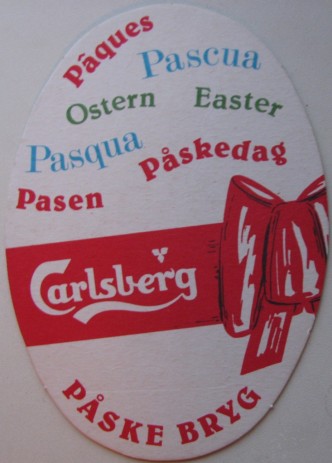 Pâques
Pascua
Ostern Easter
Pasqua
Påskedag
Pasen
Carlsberg
PÅSKE BRYG